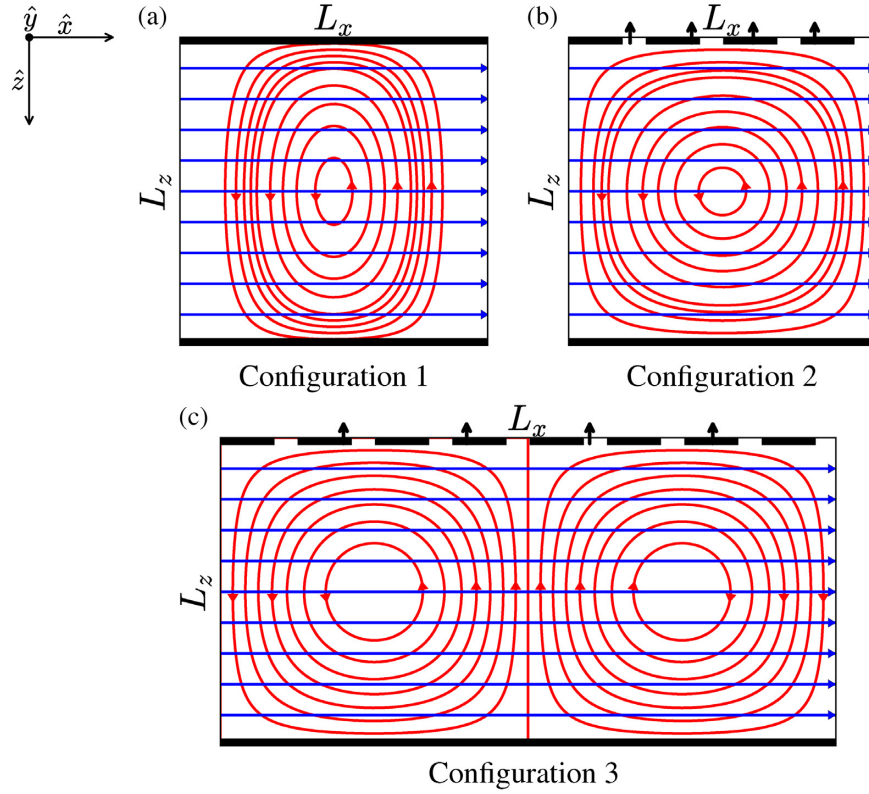 ŷ x̂
ẑ
(a) L_x
L_z
Configuration 1
(b) L_x
L_z
Configuration 2
(c) L_x
L_z
Configuration 3